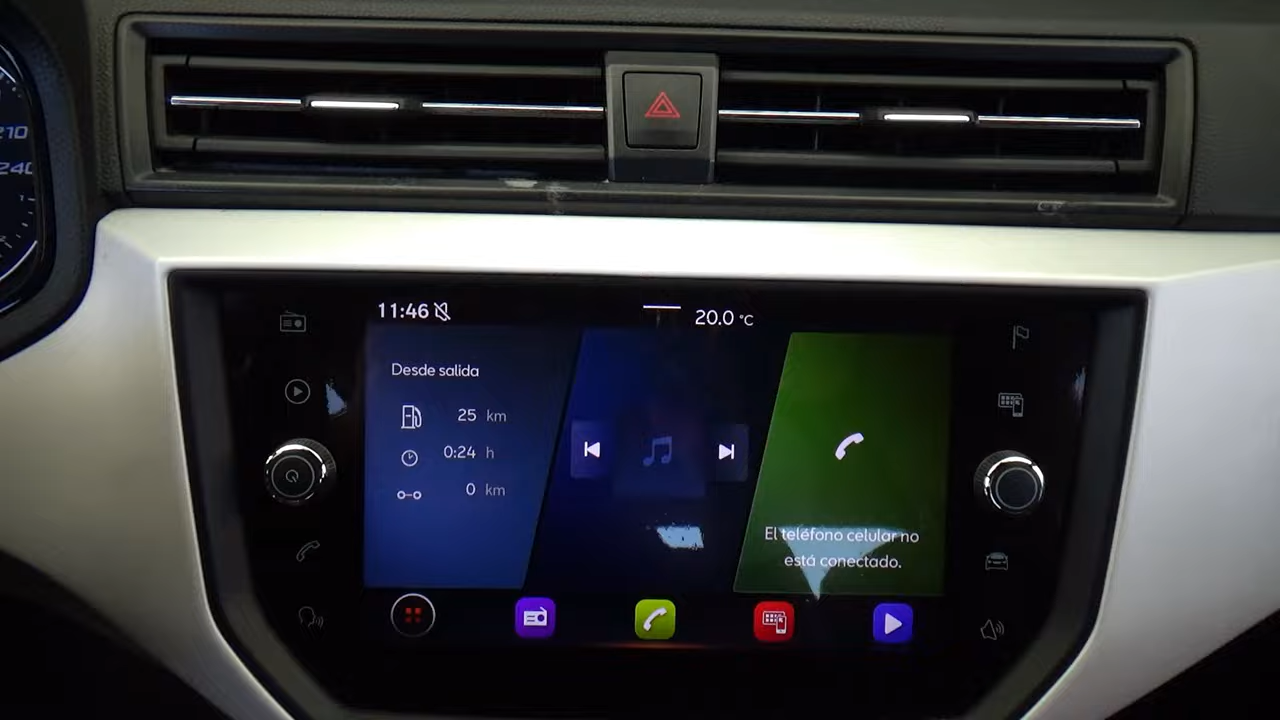 210
240
11:46
20.0 °C
Desde salida
25 km
0:24 h
0 km
El teléfono celular no
está conectado.